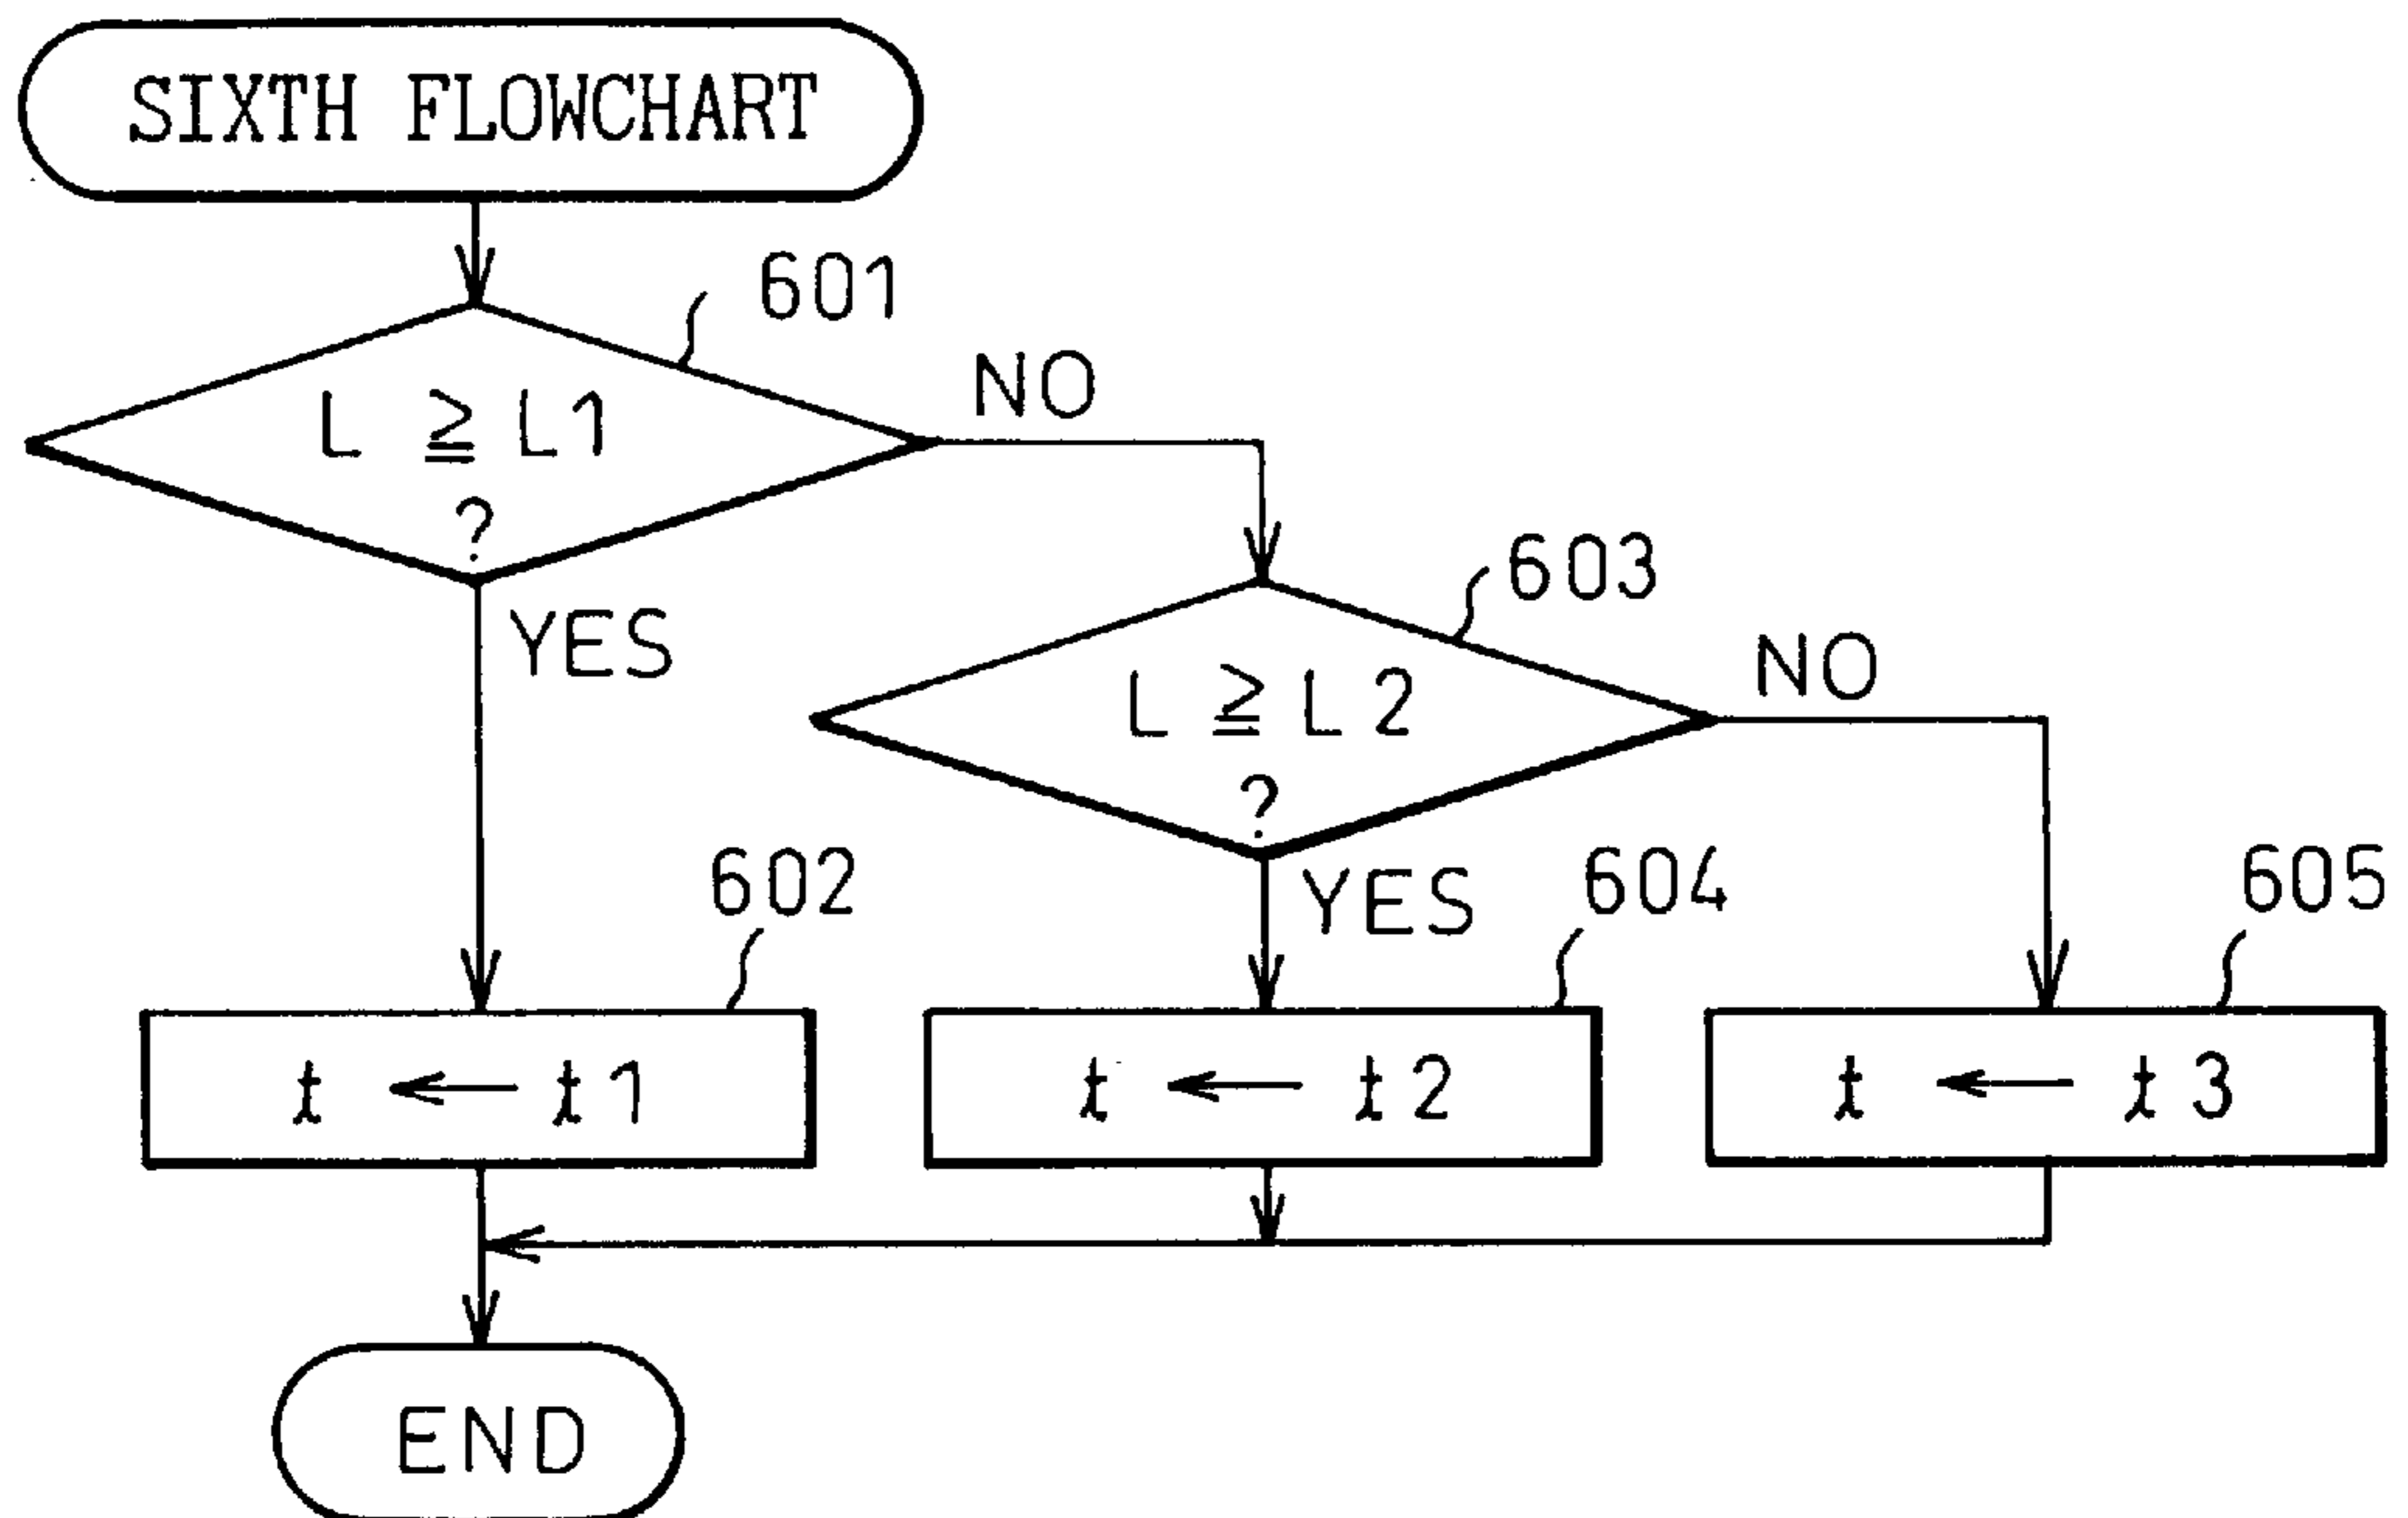 SIXTH FLOWCHART
601
L ≧ L1
?
NO
YES
603
L ≧ L2
?
NO
YES
602
604
605
t ← t1
t ← t2
t ← t3
END